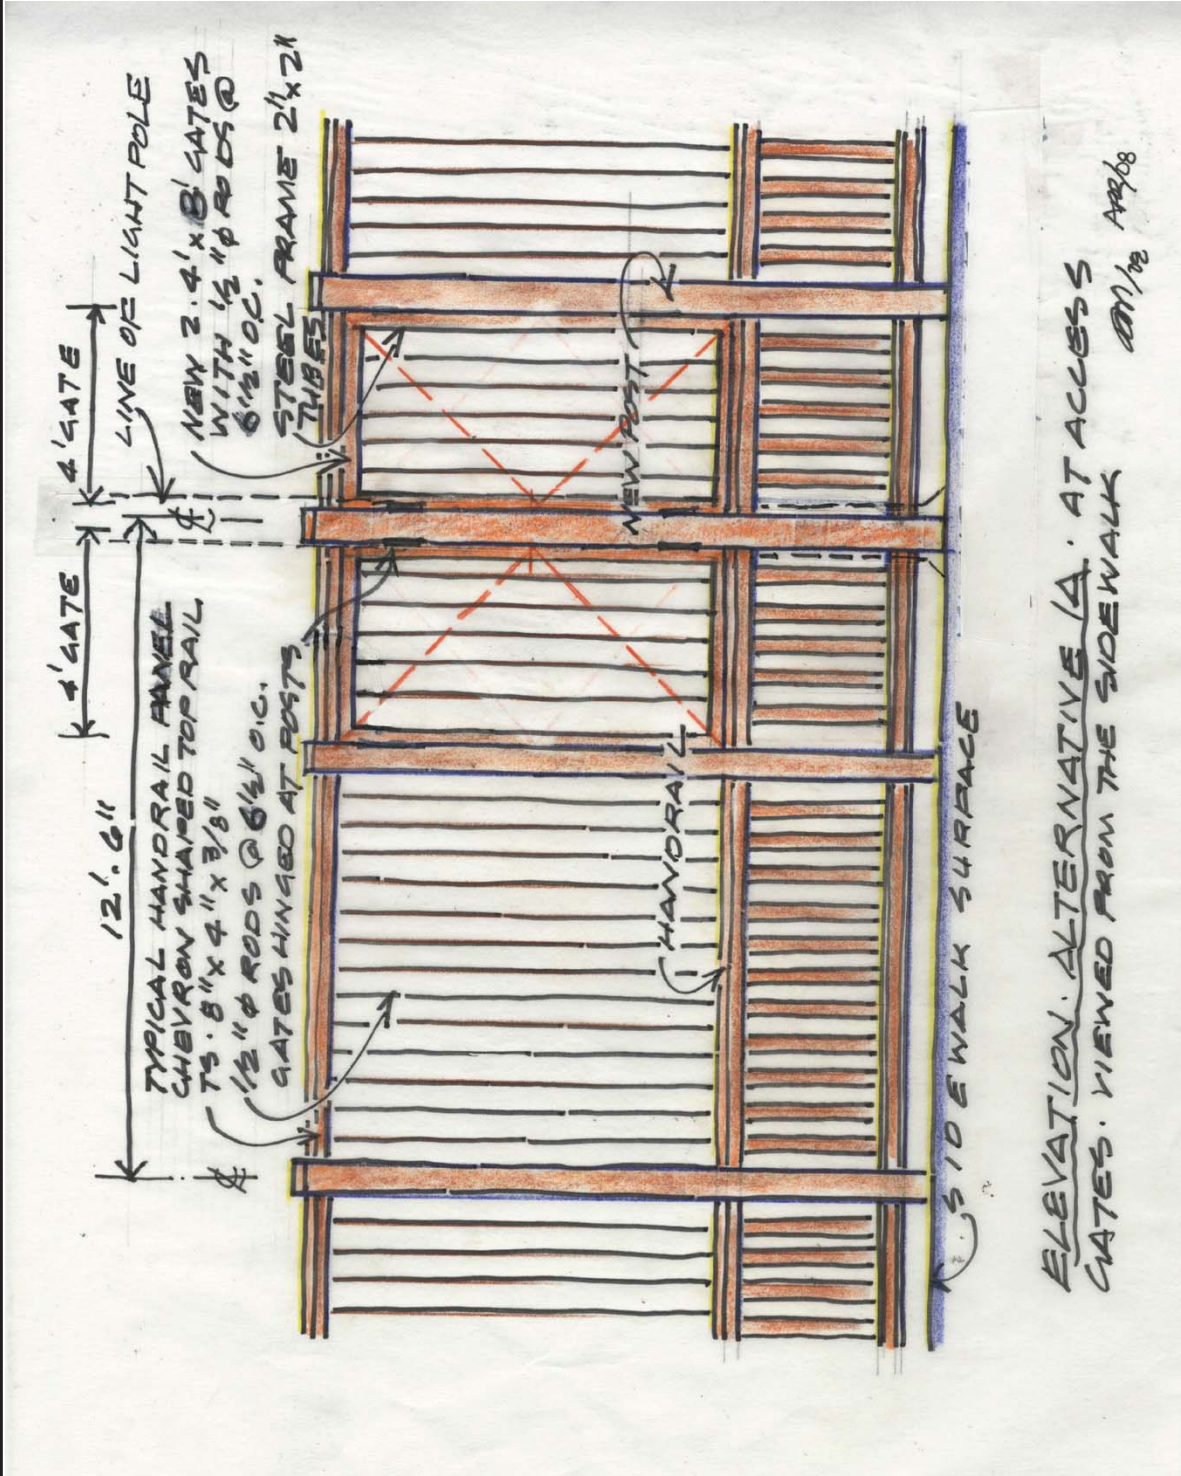 12'. 6"
4' GATE
4' GATE
LINE OF LIGHT POLE
TYPICAL HANDRAIL PANEL
CHEVRON SHAPED TOP RAIL
TS. 8" x 4" x 3/8"
1/2" ø RODS @ 6 1/2" O.C.
GATES HINGED AT POSTS
NEW 2. 4' x 8' GATES
WITH 1/2" ø RODS @
6 1/2" O.C.
STEEL FRAME 2" x 2"
TUBES
NEW POST
HANDRAIL
SIDEWALK SURFACE
ELEVATION. ALTERNATIVE 1A. AT ACCESS
GATES. VIEWED FROM THE SIDEWALK
APR/08